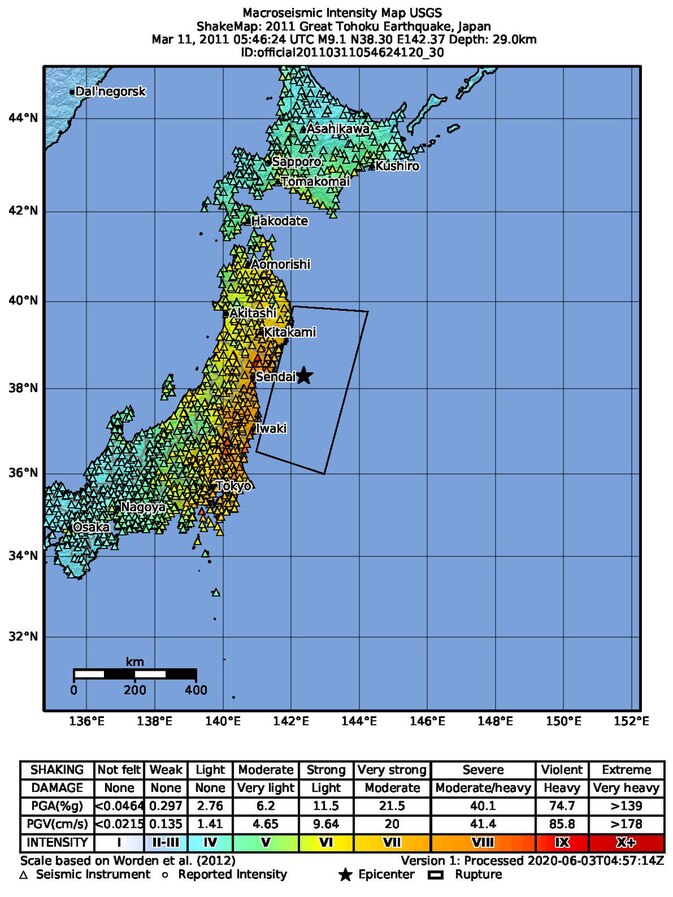 Macroseismic Intensity Map USGS
ShakeMap: 2011 Great Tohoku Earthquake, Japan
Mar 11, 2011 05:46:24 UTC M9.1 N38.30 E142.37 Depth: 29.0km
ID:official20110311054624120_30
Dal'negorsk
44°N
Asahikawa
Sapporo
Kushiro
Tomakomai
42°N
Hakodate
Aomorishi
40°N
Akitashi
Kitakami
38°N
Sendai
Iwaki
36°N
Tokyo
Nagoya
Osaka
34°N
32°N
km
0 200 400
136°E 138°E 140°E 142°E 144°E 146°E 148°E 150°E 152°E
SHAKING Not felt Weak Light Moderate Strong Very strong Severe Violent Extreme
DAMAGE None None None Very light Light Moderate Moderate/heavy Heavy Very heavy
PGA(%g) <0.0464 0.297 2.76 6.2 11.5 21.5 40.1 74.7 >139
PGV(cm/s) <0.0215 0.135 1.41 4.65 9.64 20 41.4 85.8 >178
INTENSITY I II-III IV V VI VII VIII IX X+
Scale based on Worden et al. (2012) Version 1: Processed 2020-06-03T04:57:14Z
Seismic Instrument Reported Intensity Epicenter Rupture